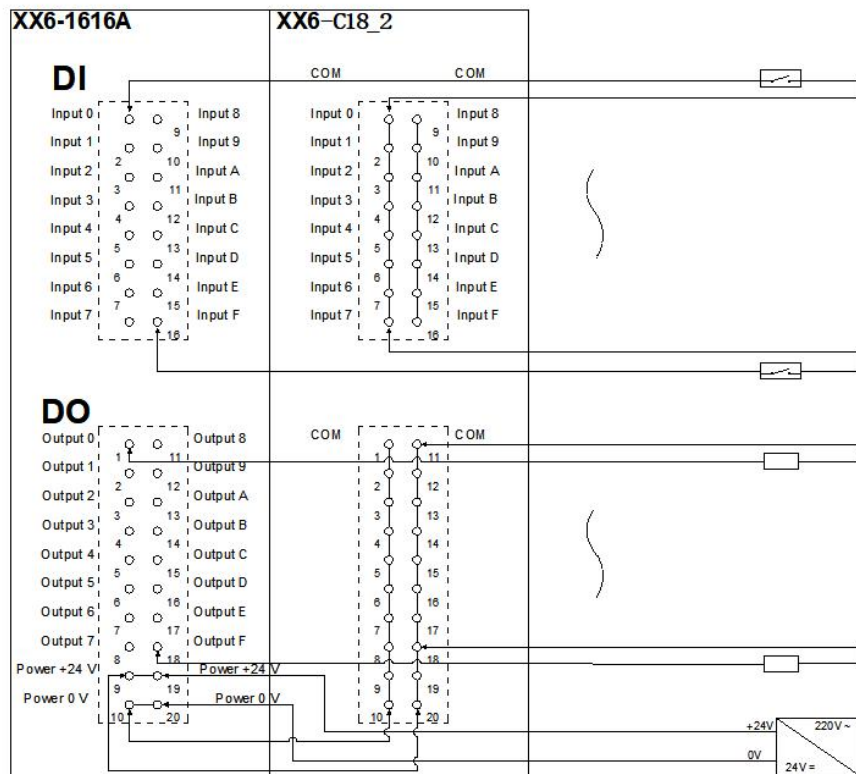 XX6-1616A XX6-C18_2
DI COM COM
Input 0 Input 8 Input 0 Input 8
9 9
Input 1 Input 9 Input 1 Input 9
2 10 2 10
Input 2 Input A Input 2 Input A
3 11 3 11
Input 3 Input B Input 3 Input B
4 12 4 12
Input 4 Input C Input 4 Input C
5 13 5 13
Input 5 Input D Input 5 Input D
6 14 6 14
Input 6 Input E Input 6 Input E
7 15 7 15
Input 7 Input F Input 7 Input F
16 16
DO
Output 0 Output 8 COM COM
1 11 1 11
Output 1 Output 9
2 12 2 12
Output 2 Output A
3 13 3 13
Output 3 Output B
4 14 4 14
Output 4 Output C
5 15 5 15
Output 5 Output D
6 16 6 16
Output 6 Output E
7 17 7 17
Output 7 Output F
8 18 8 18
Power +24 V Power +24 V
9 19 9 19
Power 0 V Power 0 V
10 20 10 20
+24V 220V ~
0V
24V =